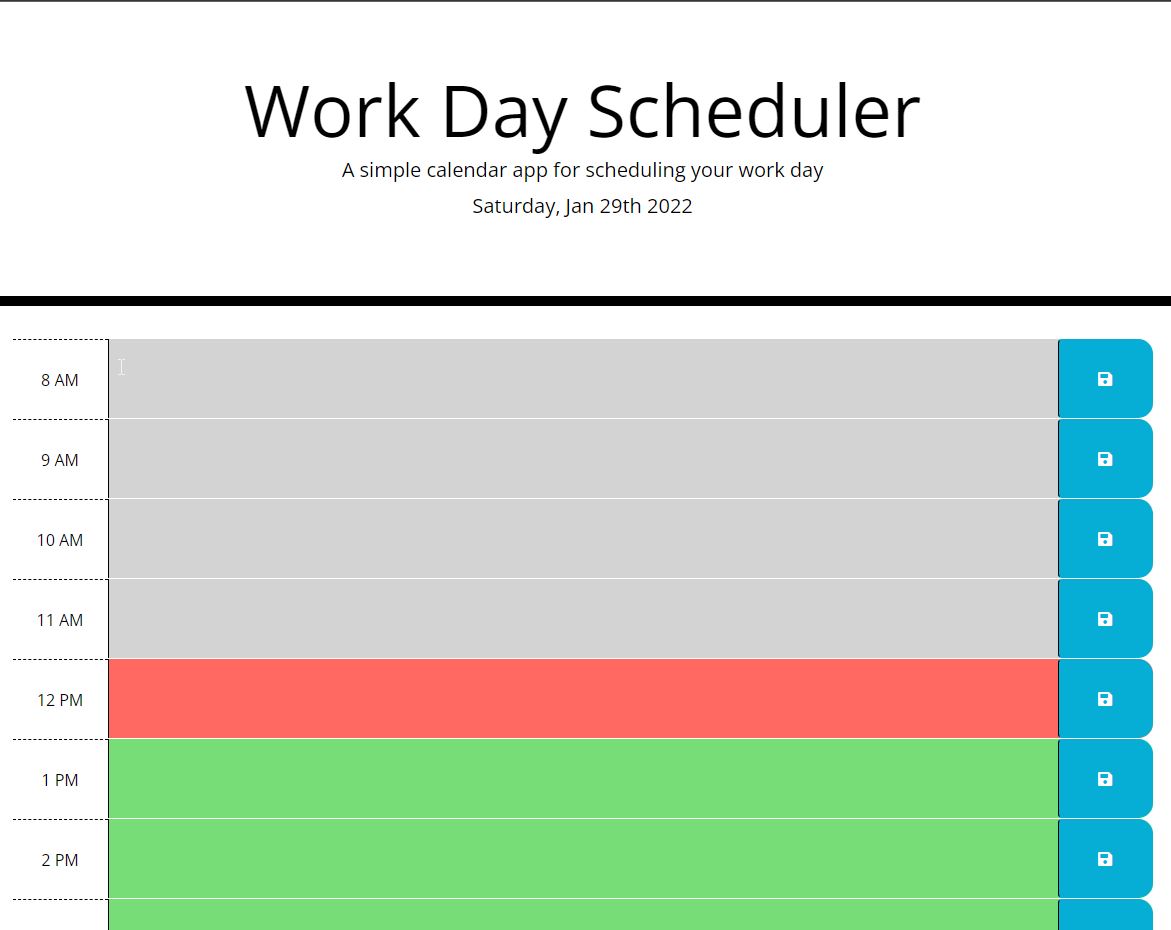 Work Day Scheduler
A simple calendar app for scheduling your work day
Saturday, Jan 29th 2022
8 AM
9 AM
10 AM
11 AM
12 PM
1 PM
2 PM